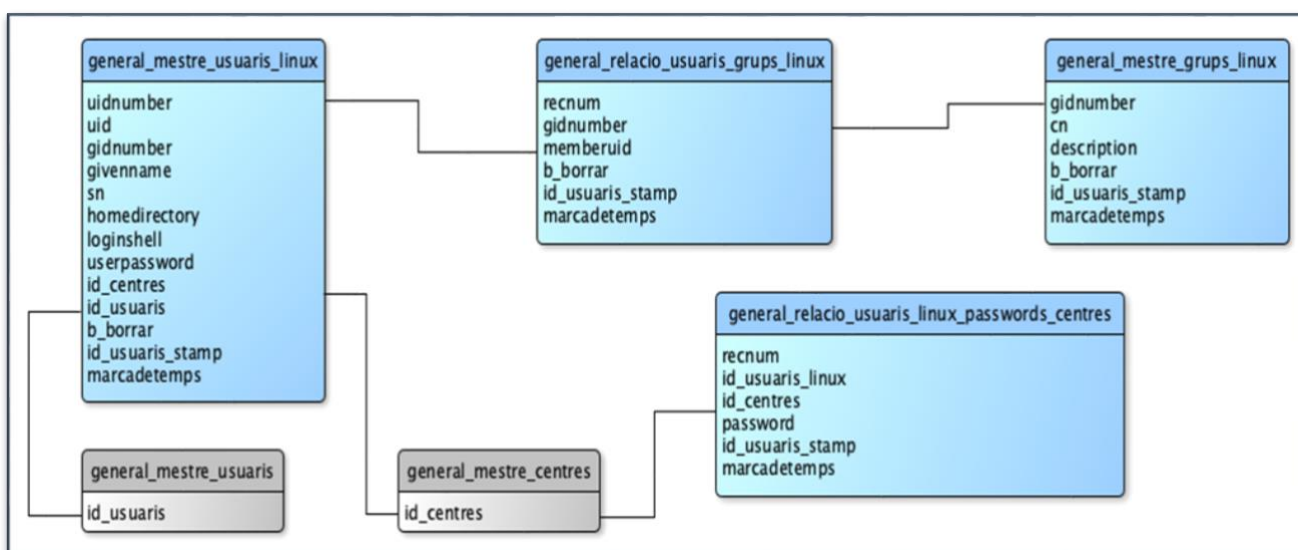 general_mestre_usuaris_linux
uidnumber
uid
gidnumber
givenname
sn
homedirectory
loginshell
userpassword
id_centres
id_usuaris
b_borrar
id_usuaris_stamp
marcadetemps
general_relacio_usuaris_grups_linux
recnum
gidnumber
memberuid
b_borrar
id_usuaris_stamp
marcadetemps
general_mestre_grups_linux
gidnumber
cn
description
b_borrar
id_usuaris_stamp
marcadetemps
general_relacio_usuaris_linux_passwords_centres
recnum
id_usuaris_linux
id_centres
password
id_usuaris_stamp
marcadetemps
general_mestre_usuaris
id_usuaris
general_mestre_centres
id_centres